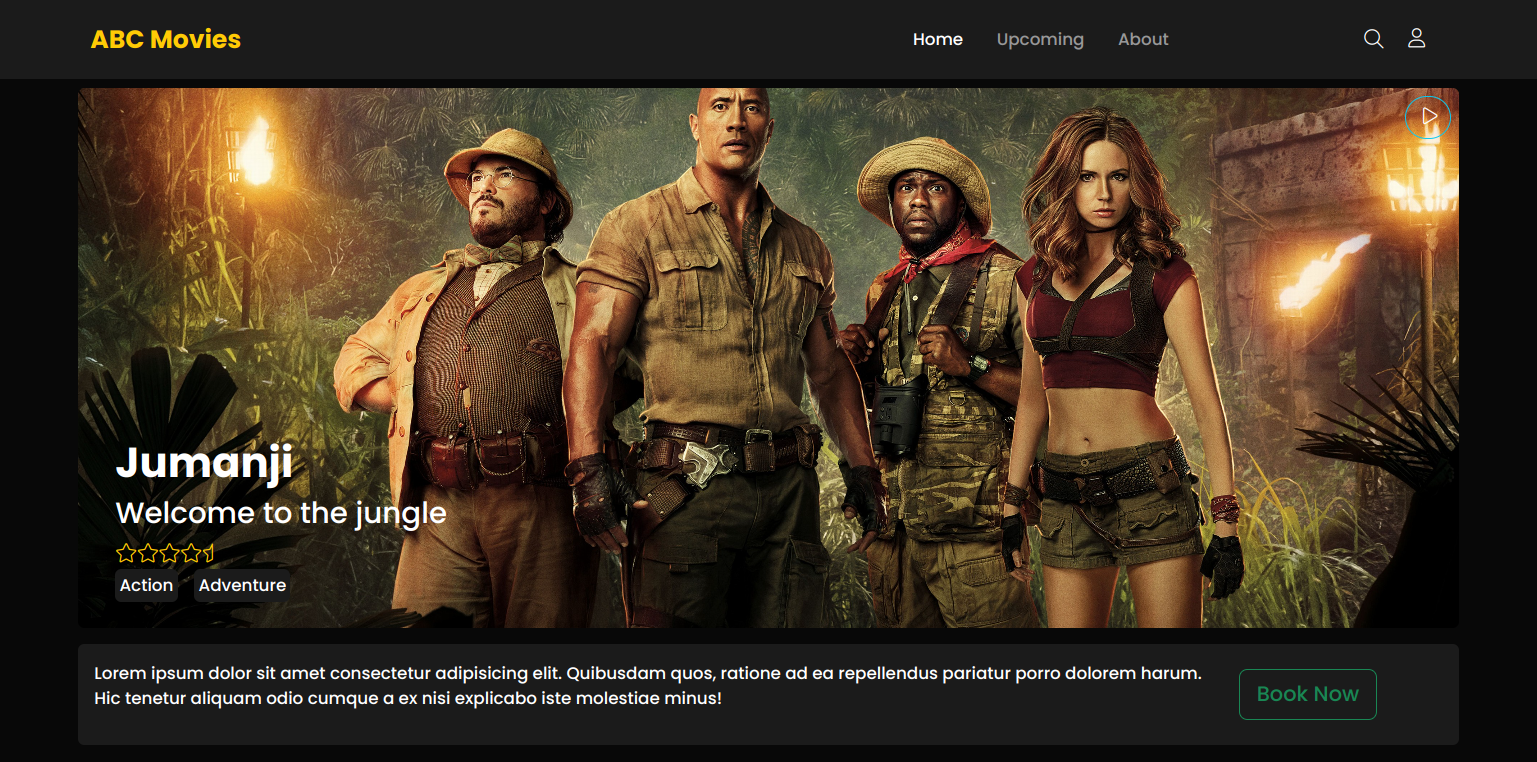 ABC Movies
Home Upcoming About
Jumanji
Welcome to the jungle
Action Adventure
Lorem ipsum dolor sit amet consectetur adipisicing elit. Quibusdam quos, ratione ad ea repellendus pariatur porro dolorem harum.
Hic tenetur aliquam odio cumque a ex nisi explicabo iste molestiae minus!
Book Now